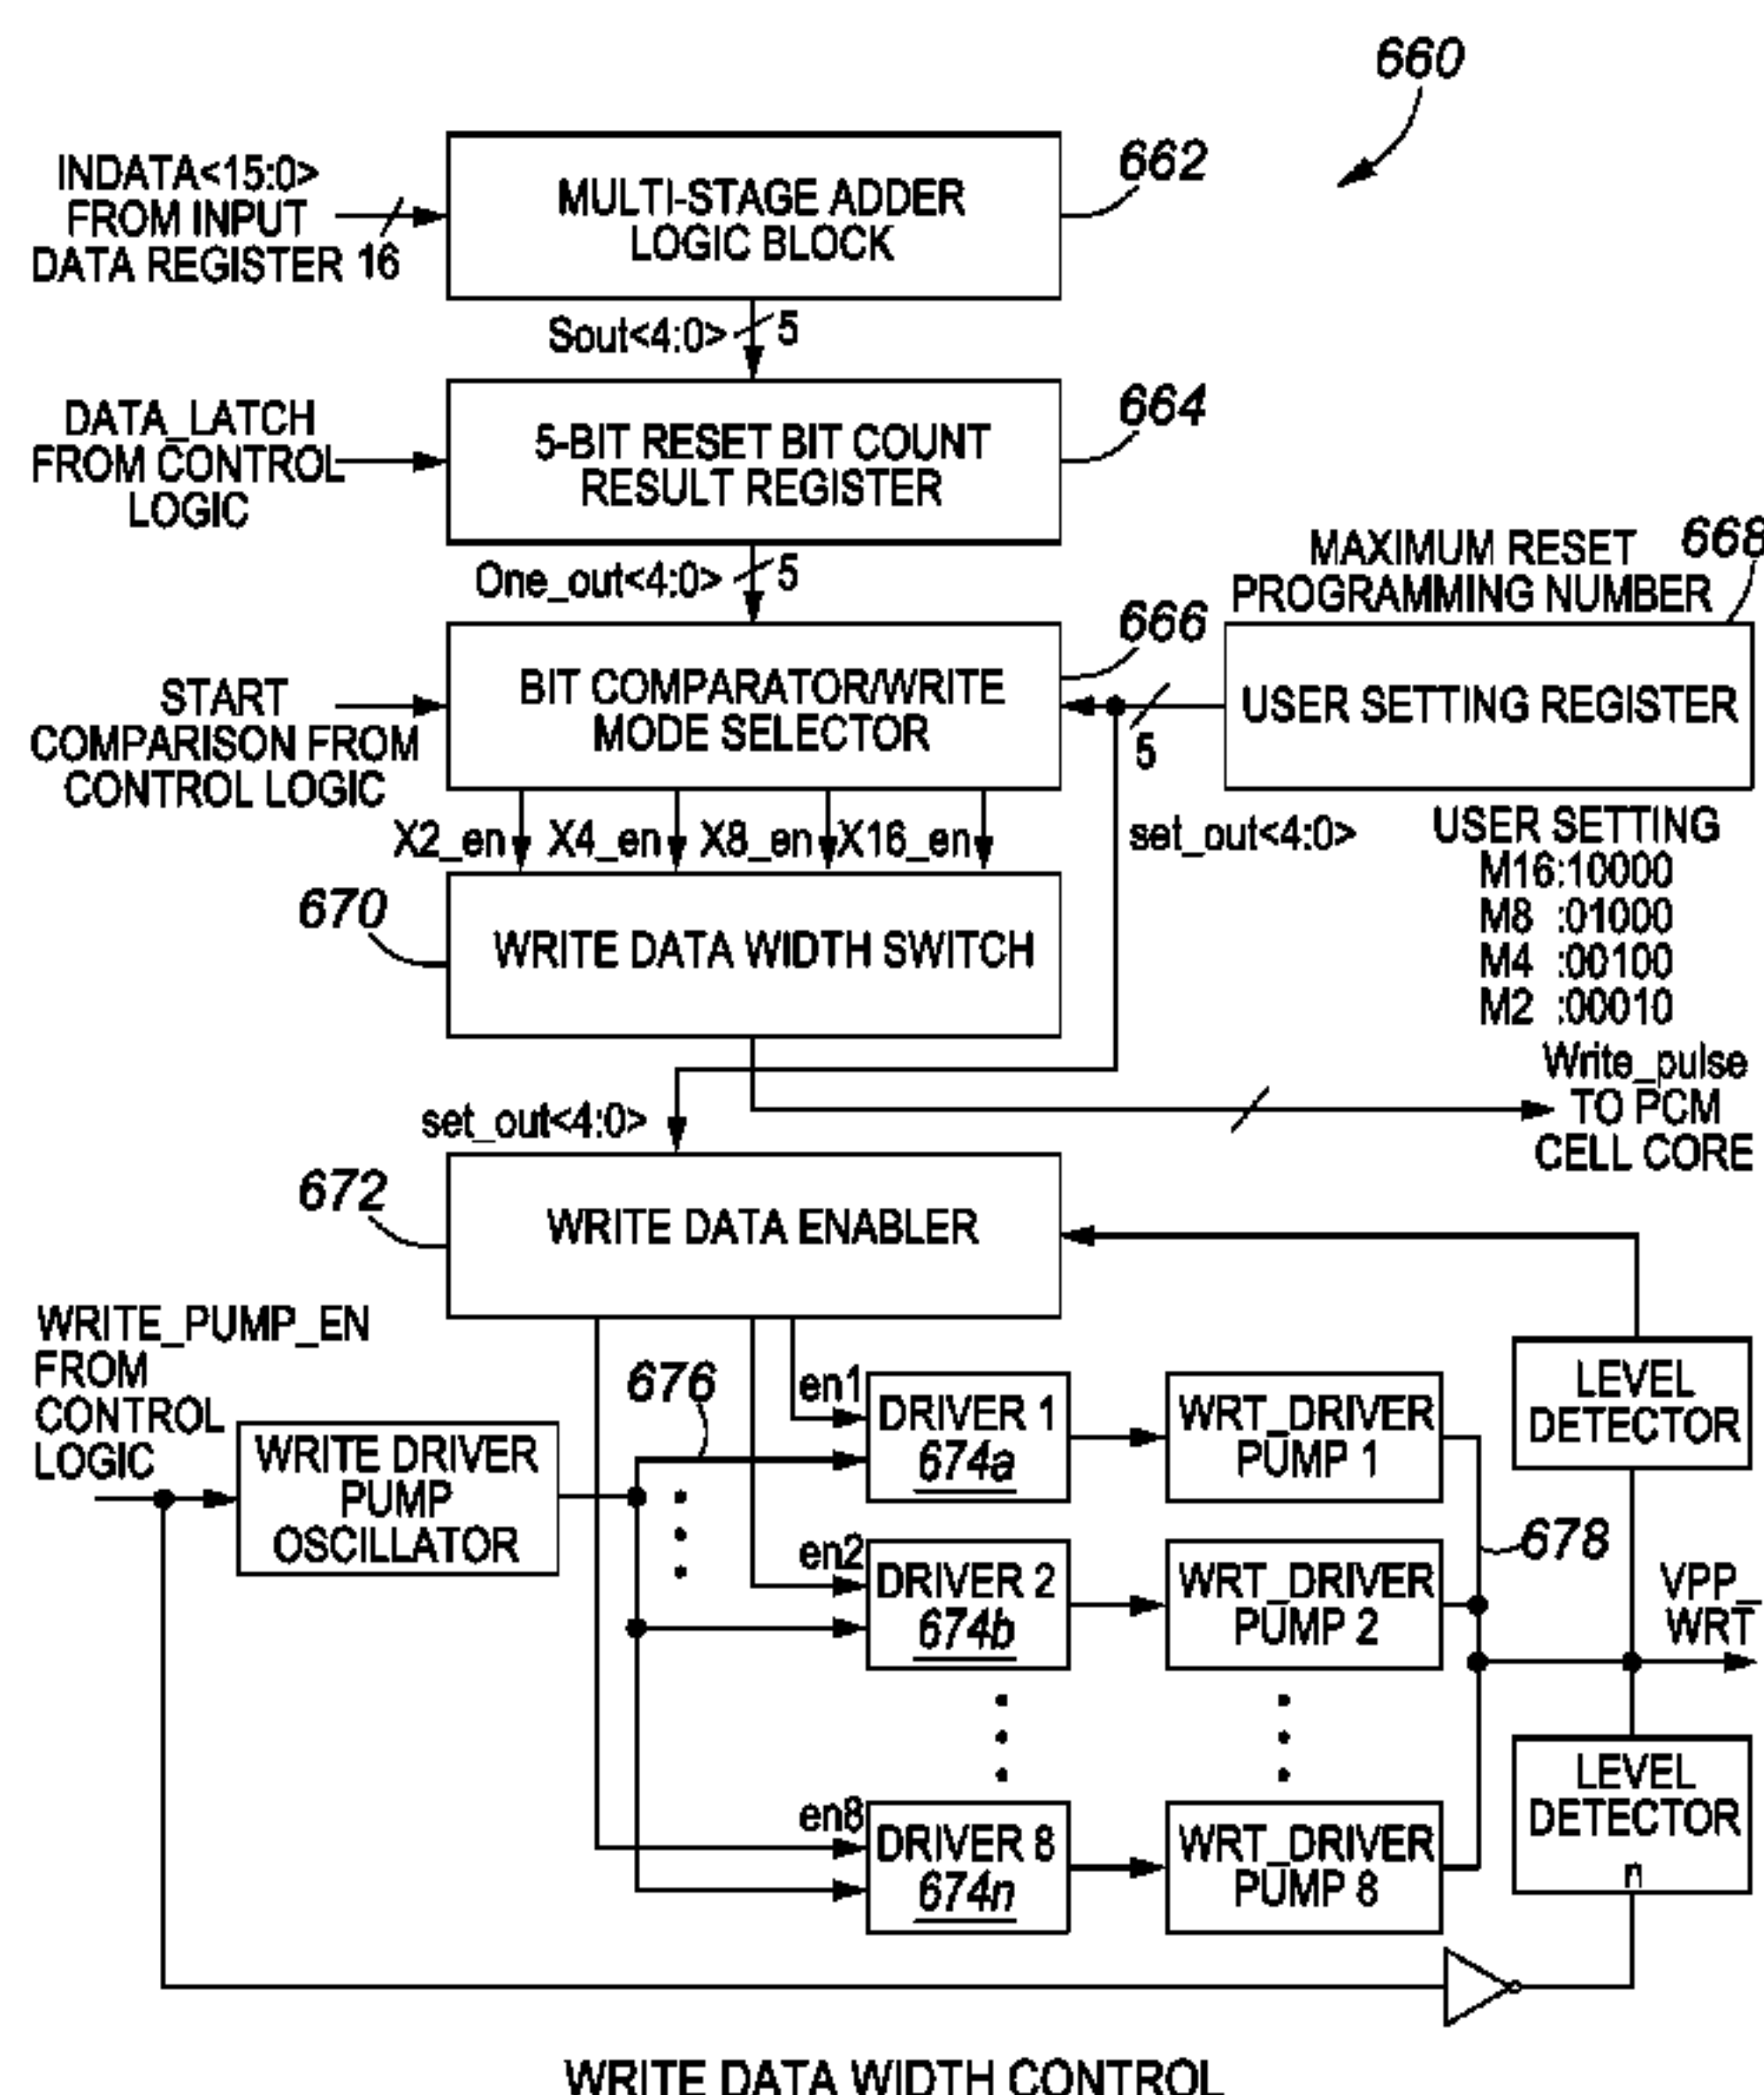 660
INDATA<15:0>
FROM INPUT
DATA REGISTER 16
MULTI-STAGE ADDER
LOGIC BLOCK
662
Sout<4:0> 5
DATA_LATCH
FROM CONTROL
LOGIC
5-BIT RESET BIT COUNT
RESULT REGISTER
664
One_out<4:0> 5
MAXIMUM RESET
PROGRAMMING NUMBER
668
START
COMPARISON FROM
CONTROL LOGIC
BIT COMPARATOR/WRITE
MODE SELECTOR
666
5
USER SETTING REGISTER
X2_en X4_en X8_en X16_en
set_out<4:0>
USER SETTING
M16:10000
M8 :01000
M4 :00100
M2 :00010
670
WRITE DATA WIDTH SWITCH
Write_pulse
TO PCM
CELL CORE
set_out<4:0>
672
WRITE DATA ENABLER
WRITE_PUMP_EN
FROM
CONTROL
LOGIC
WRITE DRIVER
PUMP
OSCILLATOR
676
en1
DRIVER 1
674a
WRT_DRIVER
PUMP 1
LEVEL
DETECTOR
en2
DRIVER 2
674b
WRT_DRIVER
PUMP 2
678
VPP_
WRT
en8
DRIVER 8
674n
WRT_DRIVER
PUMP 8
LEVEL
DETECTOR
n
WRITE DATA WIDTH CONTROL